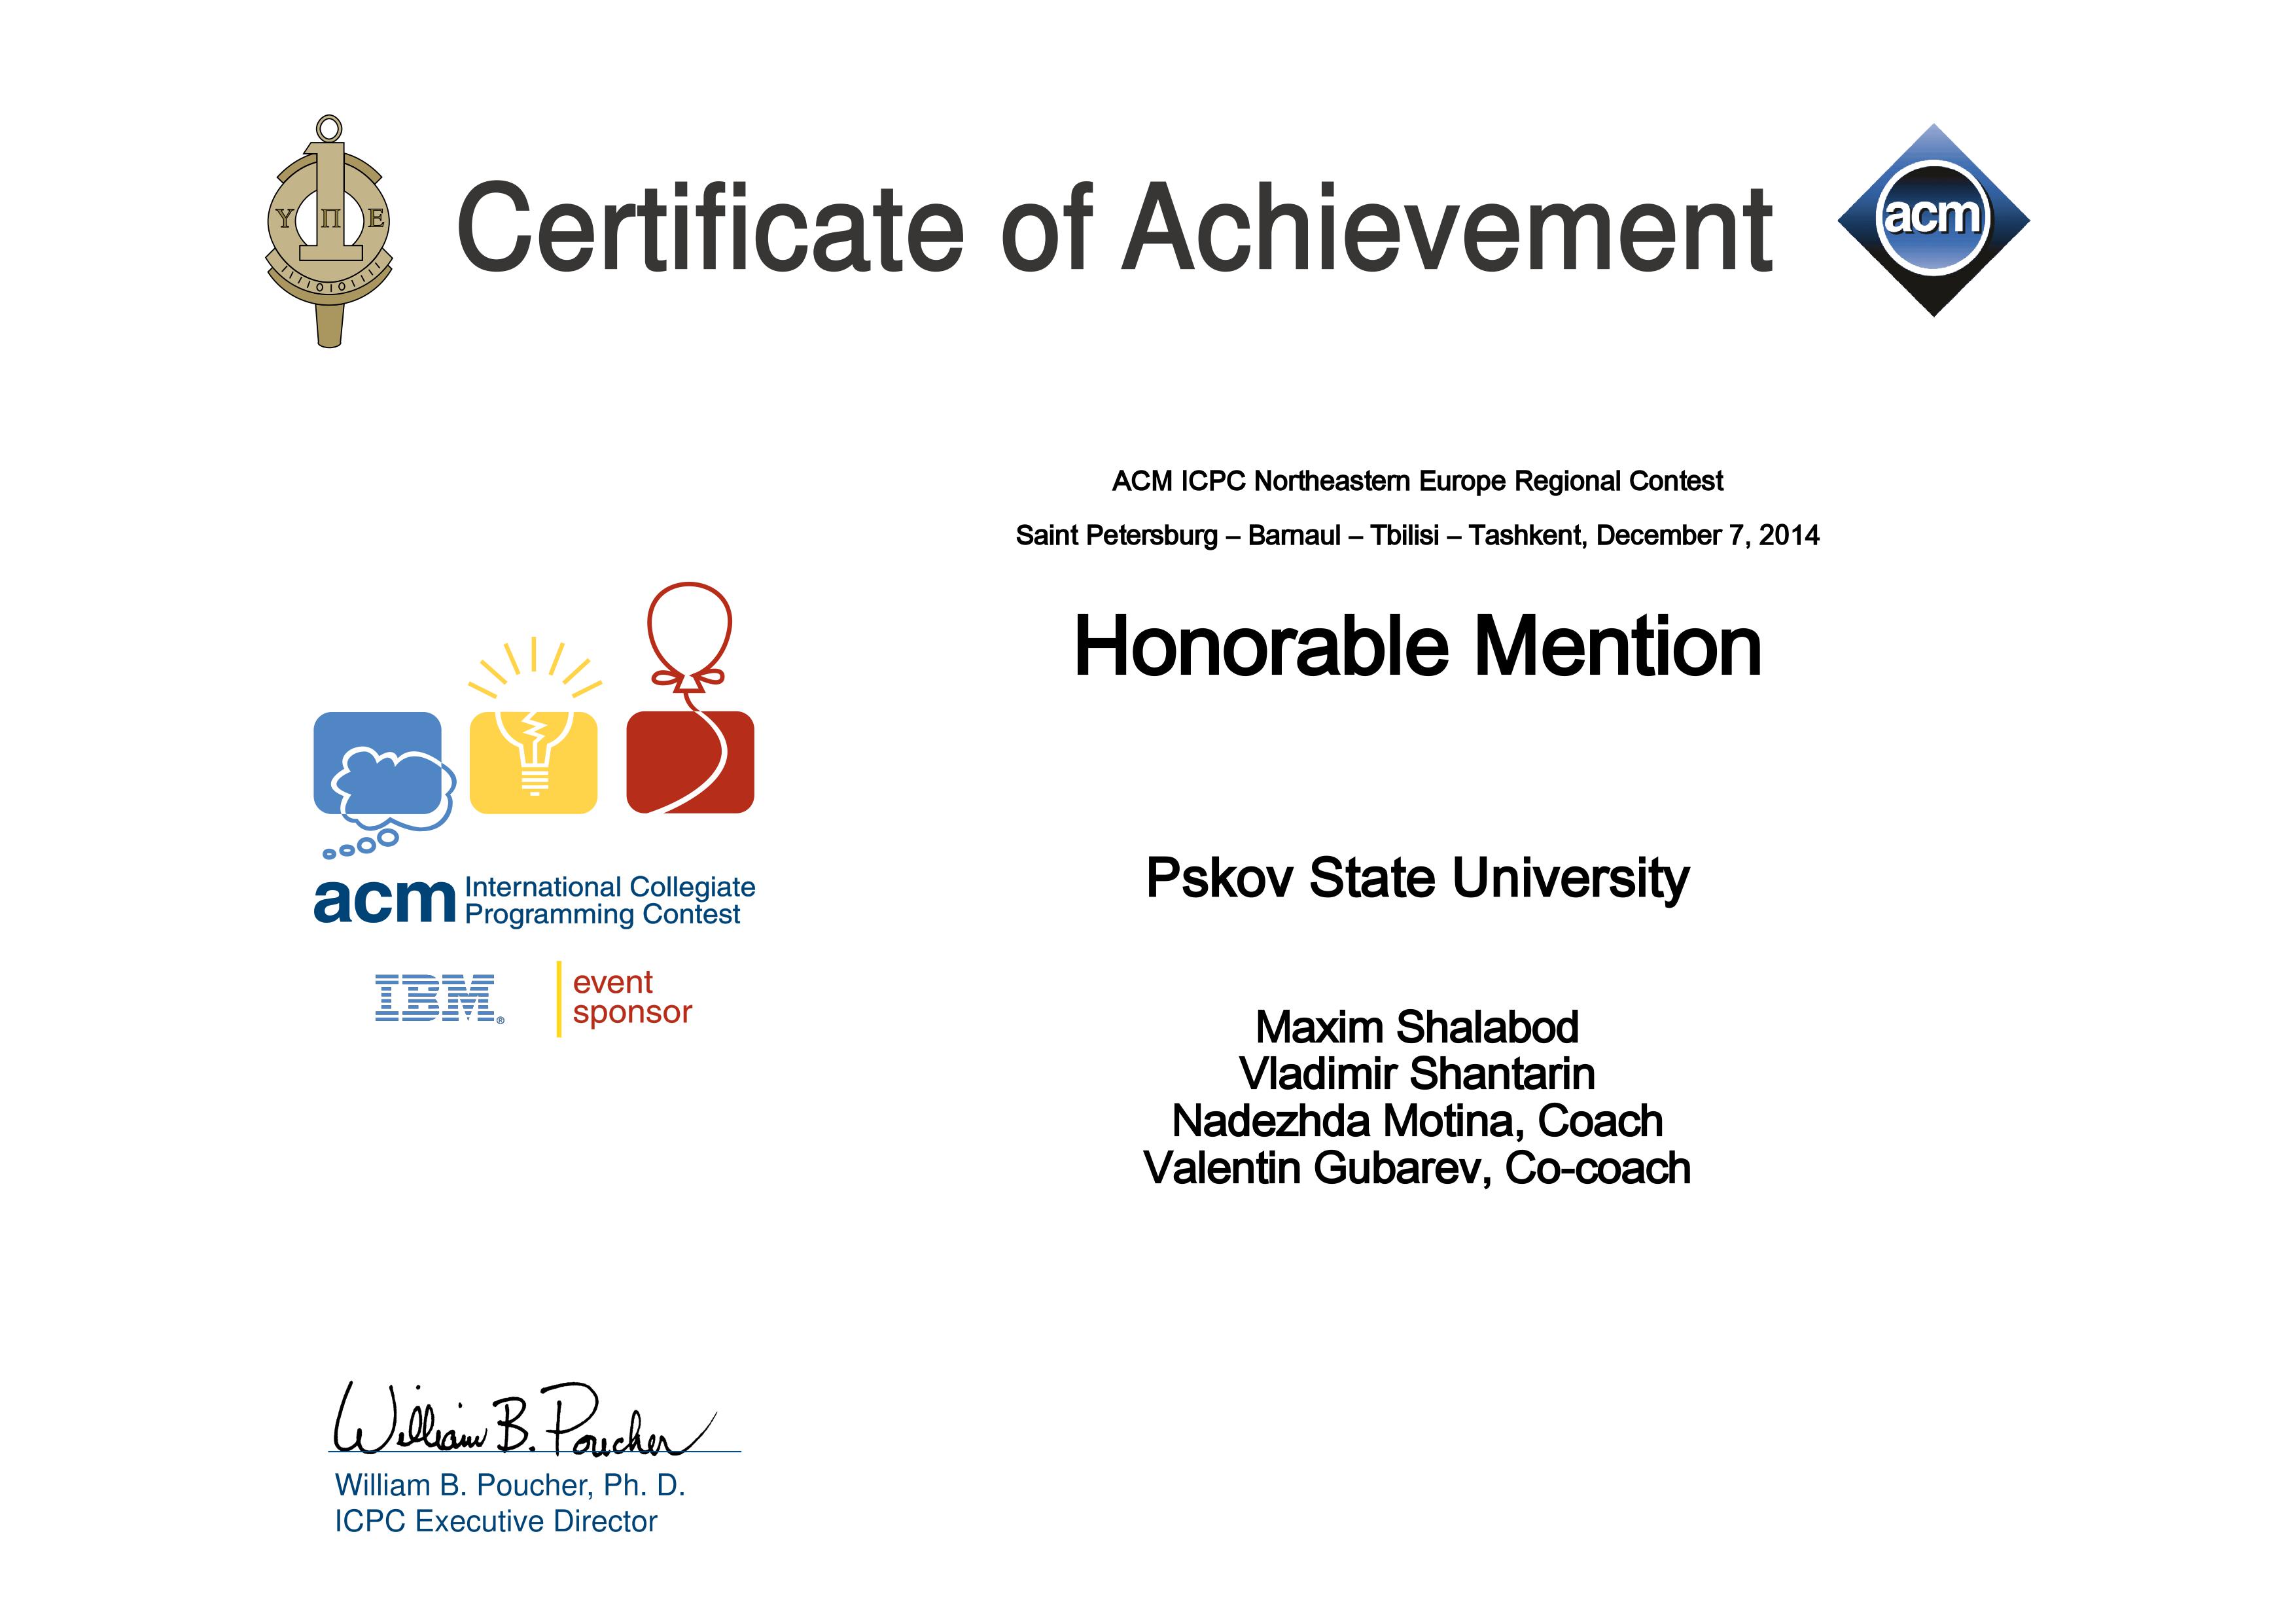 Υ Π Ε
Certificate of Achievement
acm
ACM ICPC Northeastern Europe Regional Contest
Saint Petersburg – Barnaul – Tbilisi – Tashkent, December 7, 2014
Honorable Mention
Pskov State University
Maxim Shalabod
Vladimir Shantarin
Nadezhda Motina, Coach
Valentin Gubarev, Co-coach
acm International Collegiate
Programming Contest
IBM® event
sponsor
William B. Poucher
William B. Poucher, Ph. D.
ICPC Executive Director